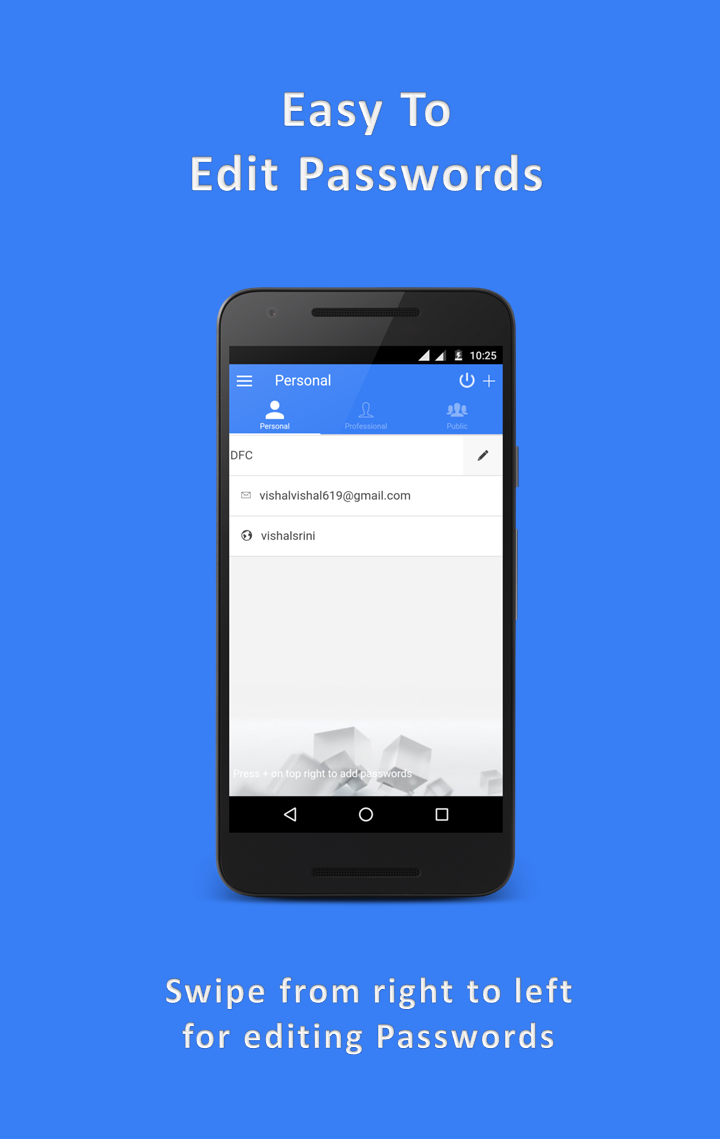 Easy To
Edit Passwords
10:25
Personal
Personal
Professional
Public
DFC
vishalvishal619@gmail.com
vishalsrini
Press + on top right to add passwords
Swipe from right to left
for editing Passwords